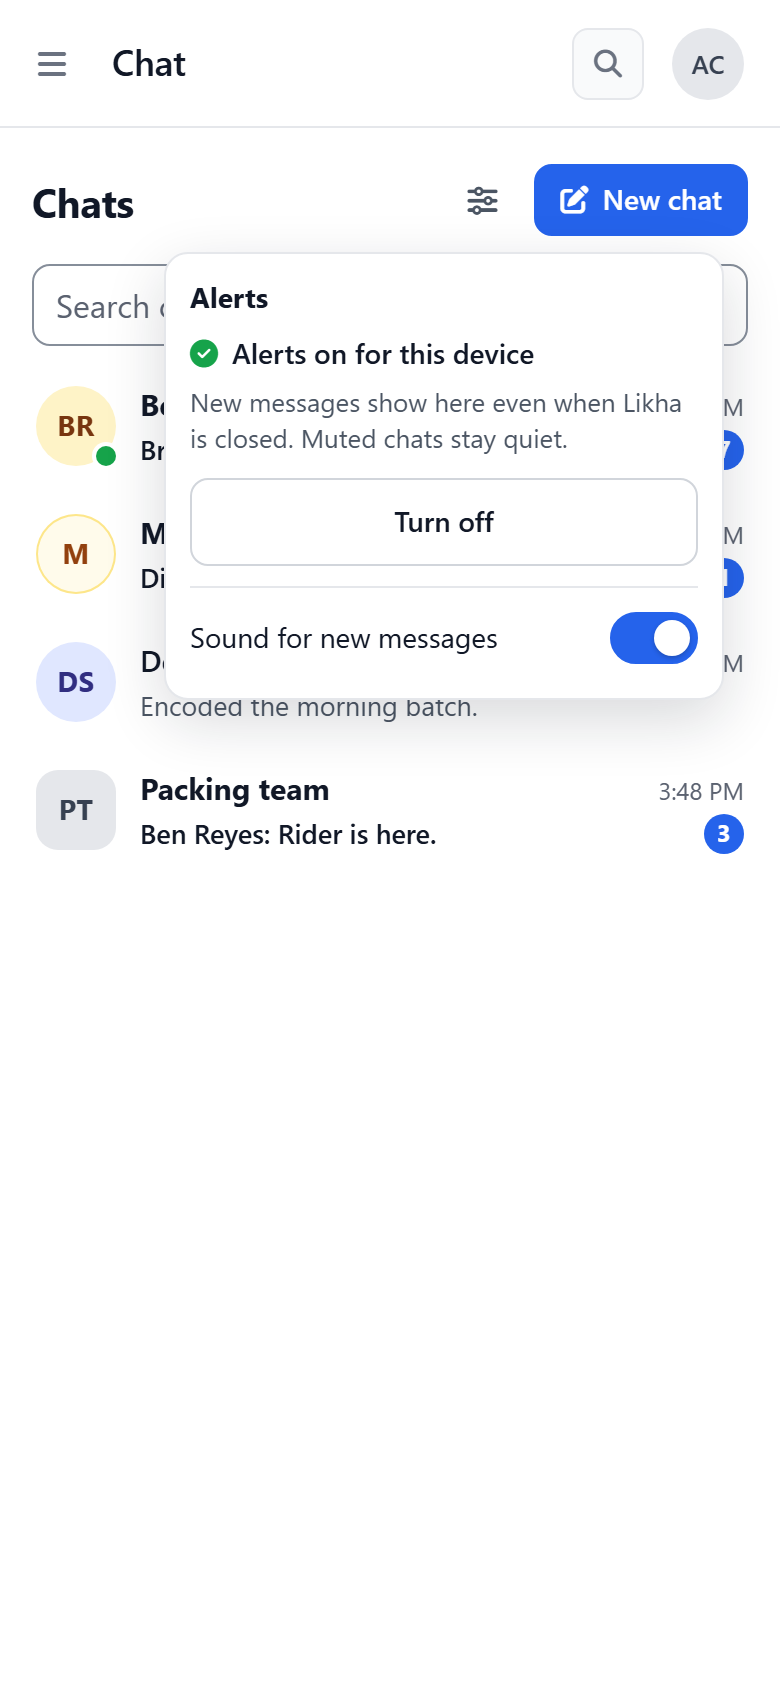 Chat
AC
Chats
New chat
Search
Alerts
Alerts on for this device
New messages show here even when Likha
is closed. Muted chats stay quiet.
Turn off
Sound for new messages
BR
M
DS
Encoded the morning batch.
PT
Packing team
3:48 PM
Ben Reyes: Rider is here.
3